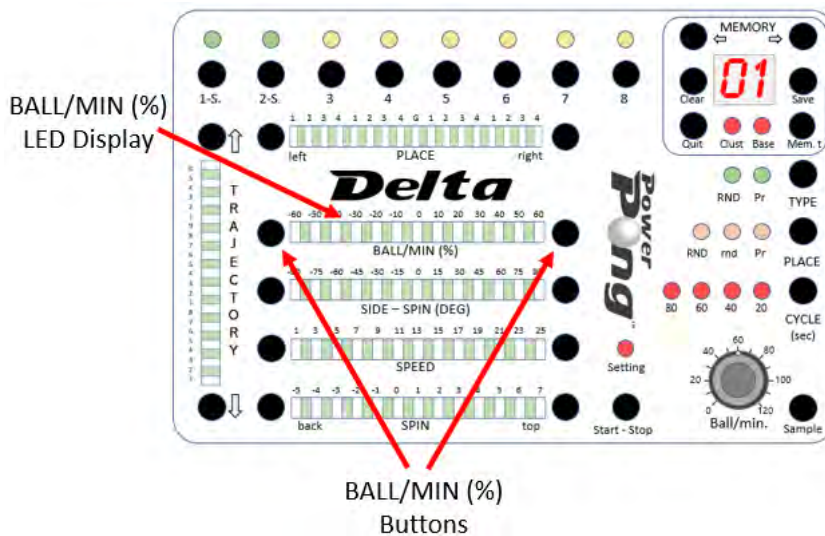 MEMORY
01
1-S. 2-S. 3 4 5 6 7 8
Clear Save
Quit Clust Base Mem. t.
BALL/MIN (%)
LED Display
1 2 3 4 1 2 3 4 G 1 2 3 4 1 2 3 4
left PLACE right
TRAJECTORY
Delta
Power
Pong
RND Pr TYPE
-60 -50 -30 -20 -10 0 10 20 30 40 50 60
BALL/MIN (%)
RND rnd Pr PLACE
-75 -60 -45 -30 -15 0 15 30 45 60 75
SIDE – SPIN (DEG)
80 60 40 20 CYCLE
(sec)
1 3 5 7 9 11 13 15 17 19 21 23 25
SPEED
Setting
0 20 40 60 80 100 120
Ball/min.
-5 -4 -3 -2 -1 0 1 2 3 4 5 6 7
back SPIN top
Start - Stop
Sample
BALL/MIN (%)
Buttons